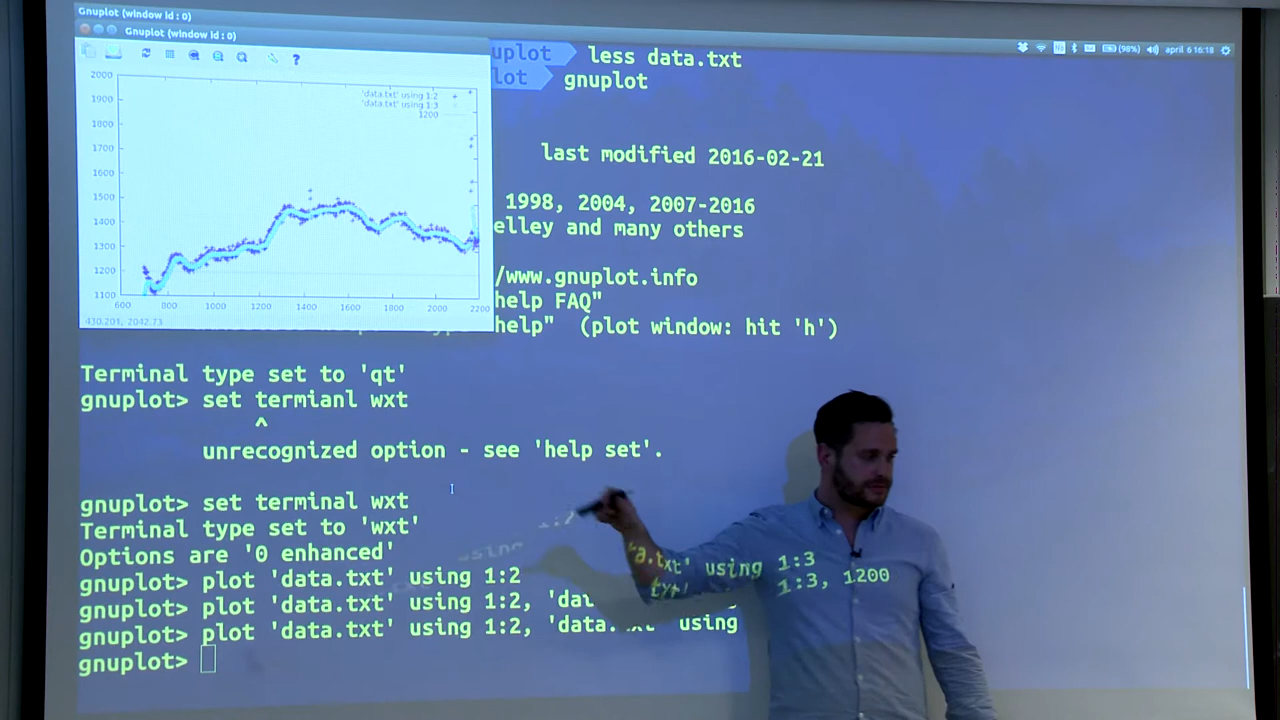 Gnuplot (window id : 0)
Gnuplot (window id : 0)
uplot less data.txt
lot gnuplot
april 6 16:18
(98%)
2000
1900
1800
1700
1600
1500
1400
1300
1200
1100
600 800 1000 1200 1400 1600 1800 2000 2200
'data.txt' using 1:2
'data.txt' using 1:3
1200
430.201, 2042.73
last modified 2016-02-21
1998, 2004, 2007-2016
elley and many others
/www.gnuplot.info
help FAQ"
help" (plot window: hit 'h')
Terminal type set to 'qt'
gnuplot> set termianl wxt
^
unrecognized option - see 'help set'.
gnuplot> set terminal wxt
Terminal type set to 'wxt'
Options are '0 enhanced'
gnuplot> plot 'data.txt' using 1:2
gnuplot> plot 'data.txt' using 1:2, 'dat a.txt' using 1:3
gnuplot> plot 'data.txt' using 1:2, 'data.txt' using 1:3, 1200
gnuplot>